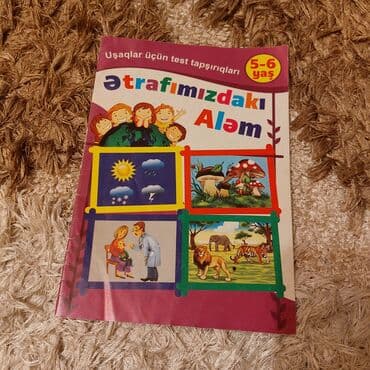 Uşaqlar üçün test tapşırıqları
5-6
yaş
Ətrafımızdakı
Aləm